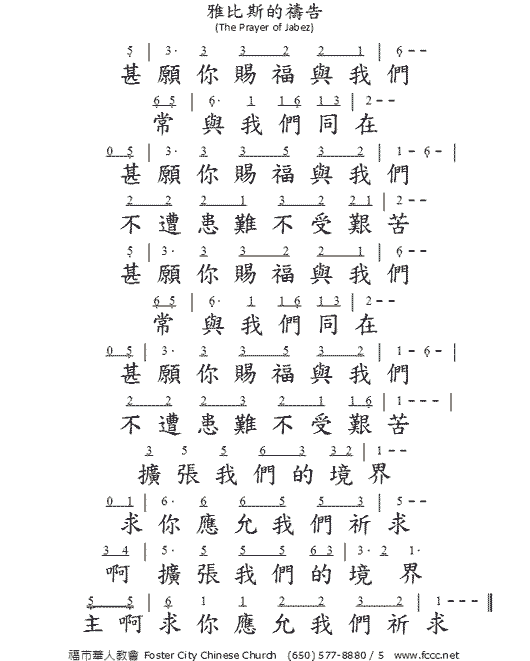 雅比斯的禱告
(The Prayer of Jabez)
5 | 3· 3 3 2 2 1 | 6 - -
甚願你賜福與我們
6 5 | 6· 1 1 6 1 3 | 2 - -
常與我們同在
0 5 | 3· 3 3 5 3 2 | 1 - 6 - |
甚願你賜福與我們
2 2 2 1 3 2 2 1 | 2 - -
不遭患難不受艱苦
5 | 3· 3 3 2 2 1 | 6 - -
甚願你賜福與我們
6 5 | 6· 1 1 6 1 3 | 2 - -
常與我們同在
0 5 | 3· 3 3 5 3 2 | 1 - 6 - |
甚願你賜福與我們
2 2 2 3 2 1 1 6 | 1 - - - |
不遭患難不受艱苦
3 5 5 6 3 3 2 | 1 - -
擴張我們的境界
0 1 | 6· 6 6 5 5 3 | 5 - -
求你應允我們祈求
3 4 | 5· 5 5 5 6 3 | 3· 2 1·
啊擴張我們的境界
5 5 | 6 1 1 2 2 1 2 | 1 - - - ‖
主啊求你應允我們祈求
福市華人教會 Foster City Chinese Church (650) 577-8880 / 5 www.fccc.net